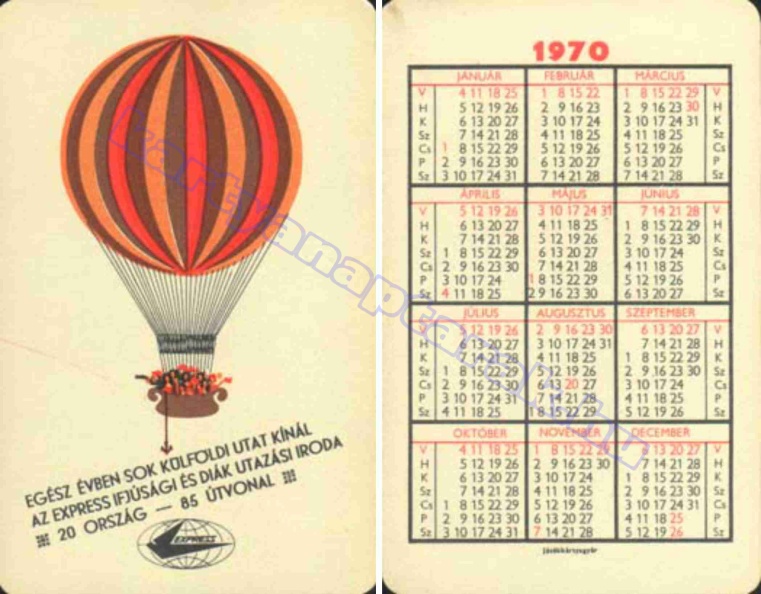 EGÉSZ ÉVBEN SOK KÜLFÖLDI UTAT KÍNÁL
AZ EXPRESS IFJÚSÁGI ÉS DIÁK UTAZÁSI IRODA
20 ORSZÁG — 85 ÚTVONAL
EXPRESS
1970
JANUÁR FEBRUÁR MÁRCIUS
V 4 11 18 25 1 8 15 22 1 8 15 22 29 V
H 5 12 19 26 2 9 16 23 2 9 16 23 30 H
K 6 13 20 27 3 10 17 24 3 10 17 24 31 K
Sz 7 14 21 28 4 11 18 25 4 11 18 25 Sz
Cs 1 8 15 22 29 5 12 19 26 5 12 19 26 Cs
P 2 9 16 23 30 6 13 20 27 6 13 20 27 P
Sz 3 10 17 24 31 7 14 21 28 7 14 21 28 Sz
ÁPRILIS MÁJUS JÚNIUS
V 5 12 19 26 3 10 17 24 31 7 14 21 28 V
H 6 13 20 27 4 11 18 25 1 8 15 22 29 H
K 7 14 21 28 5 12 19 26 2 9 16 23 30 K
Sz 1 8 15 22 29 6 13 20 27 3 10 17 24 Sz
Cs 2 9 16 23 30 7 14 21 28 4 11 18 25 Cs
P 3 10 17 24 1 8 15 22 29 5 12 19 26 P
Sz 4 11 18 25 2 9 16 23 30 6 13 20 27 Sz
JÚLIUS AUGUSZTUS SZEPTEMBER
V 5 12 19 26 2 9 16 23 30 6 13 20 27 V
H 6 13 20 27 3 10 17 24 31 7 14 21 28 H
K 7 14 21 28 4 11 18 25 1 8 15 22 29 K
Sz 1 8 15 22 29 5 12 19 26 2 9 16 23 30 Sz
Cs 2 9 16 23 30 6 13 20 27 3 10 17 24 Cs
P 3 10 17 24 31 7 14 21 28 4 11 18 25 P
Sz 4 11 18 25 1 8 15 22 29 5 12 19 26 Sz
OKTÓBER NOVEMBER DECEMBER
V 4 11 18 25 1 8 15 22 29 6 13 20 27 V
H 5 12 19 26 2 9 16 23 30 7 14 21 28 H
K 6 13 20 27 3 10 17 24 1 8 15 22 29 K
Sz 7 14 21 28 4 11 18 25 2 9 16 23 30 Sz
Cs 1 8 15 22 29 5 12 19 26 3 10 17 24 31 Cs
P 2 9 16 23 30 6 13 20 27 4 11 18 25 P
Sz 3 10 17 24 31 7 14 21 28 5 12 19 26 Sz
Játékkártyagyár
kartyanaptarak.hu